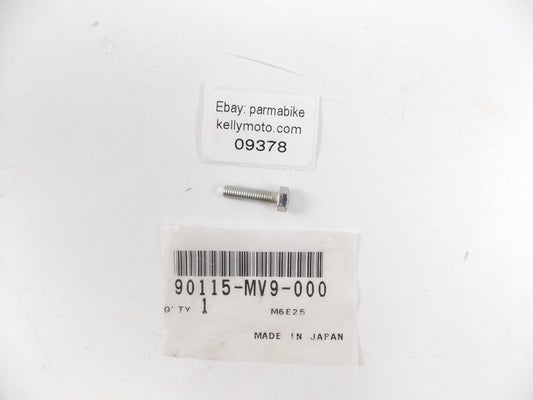 Ebay: parmabike
kellymoto.com
09378
90115-MV9-000
Q'TY 1 M6E25
MADE IN JAPAN